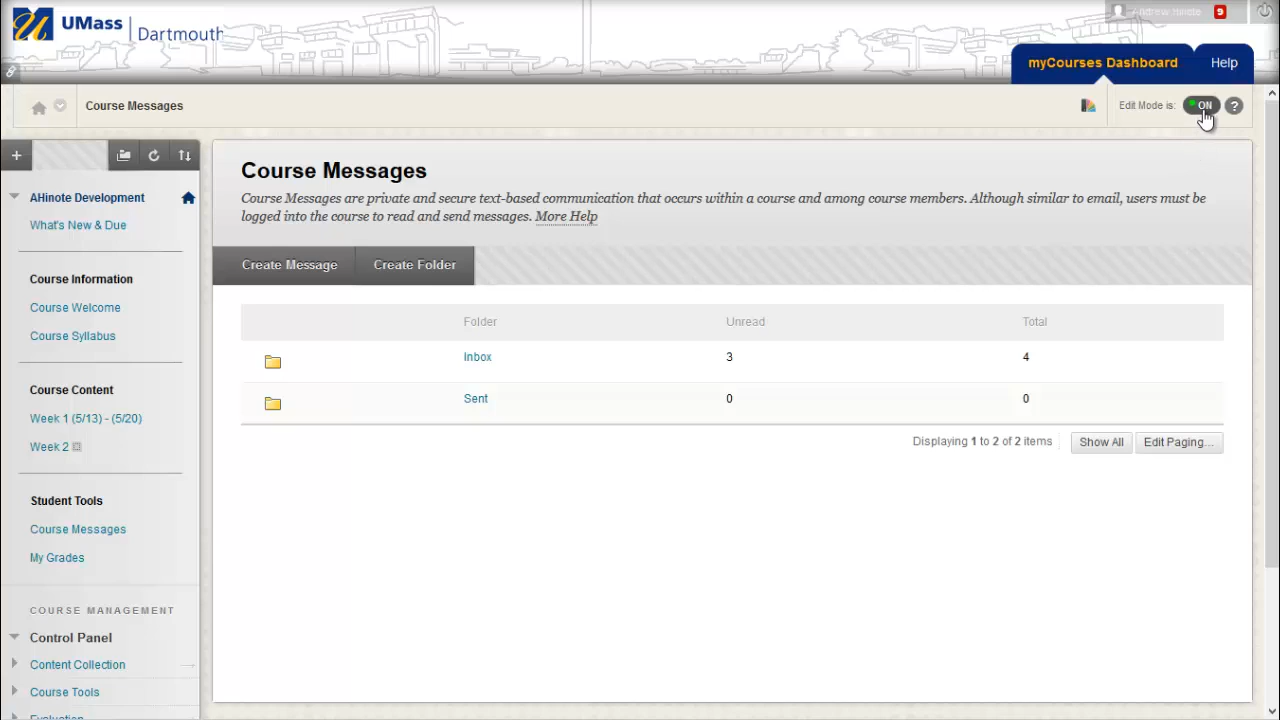 UMass
Dartmouth
9
myCourses Dashboard
Help
Course Messages
Edit Mode is:
ON
?
AHinote Development
What's New & Due
Course Information
Course Welcome
Course Syllabus
Course Content
Week 1 (5/13) - (5/20)
Week 2
Student Tools
Course Messages
My Grades
COURSE MANAGEMENT
Control Panel
Content Collection
Course Tools
Evaluation
Course Messages
Course Messages are private and secure text-based communication that occurs within a course and among course members. Although similar to email, users must be
logged into the course to read and send messages. More Help
Create Message
Create Folder
Folder Unread Total
Inbox 3 4
Sent 0 0
Displaying 1 to 2 of 2 items Show All Edit Paging...